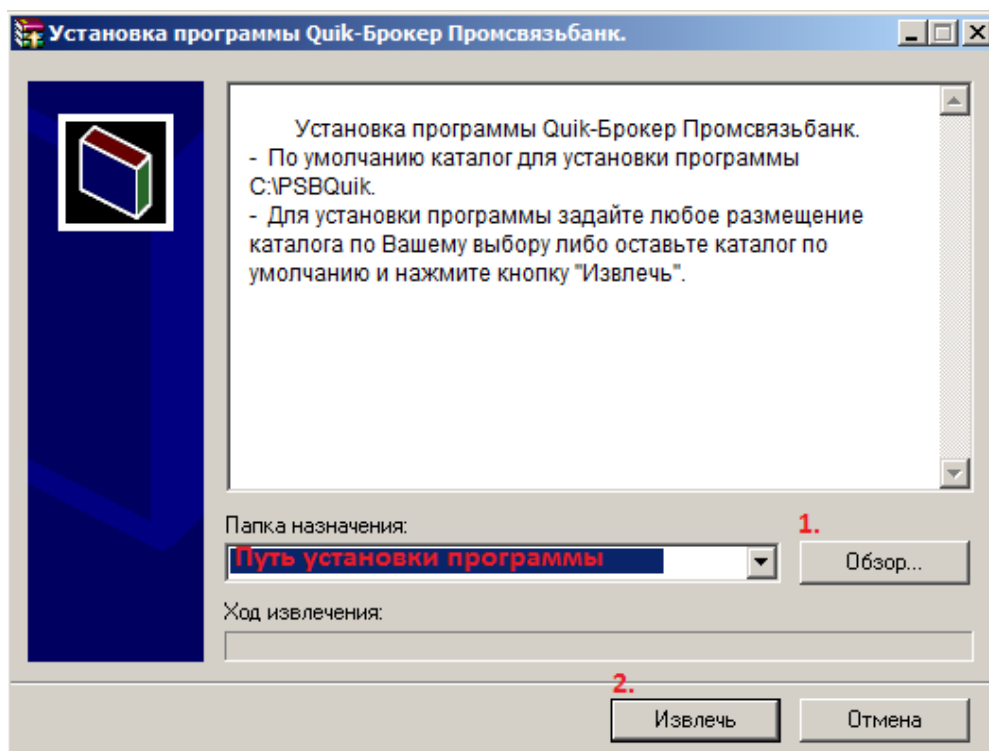 Установка программы Quik-Брокер Промсвязьбанк.
Установка программы Quik-Брокер Промсвязьбанк.
- По умолчанию каталог для установки программы
C:\PSBQuik.
- Для установки программы задайте любое размещение
каталога по Вашему выбору либо оставьте каталог по
умолчанию и нажмите кнопку "Извлечь".
Папка назначения:
1.
Путь установки программы
Обзор...
Ход извлечения:
2.
Извлечь
Отмена